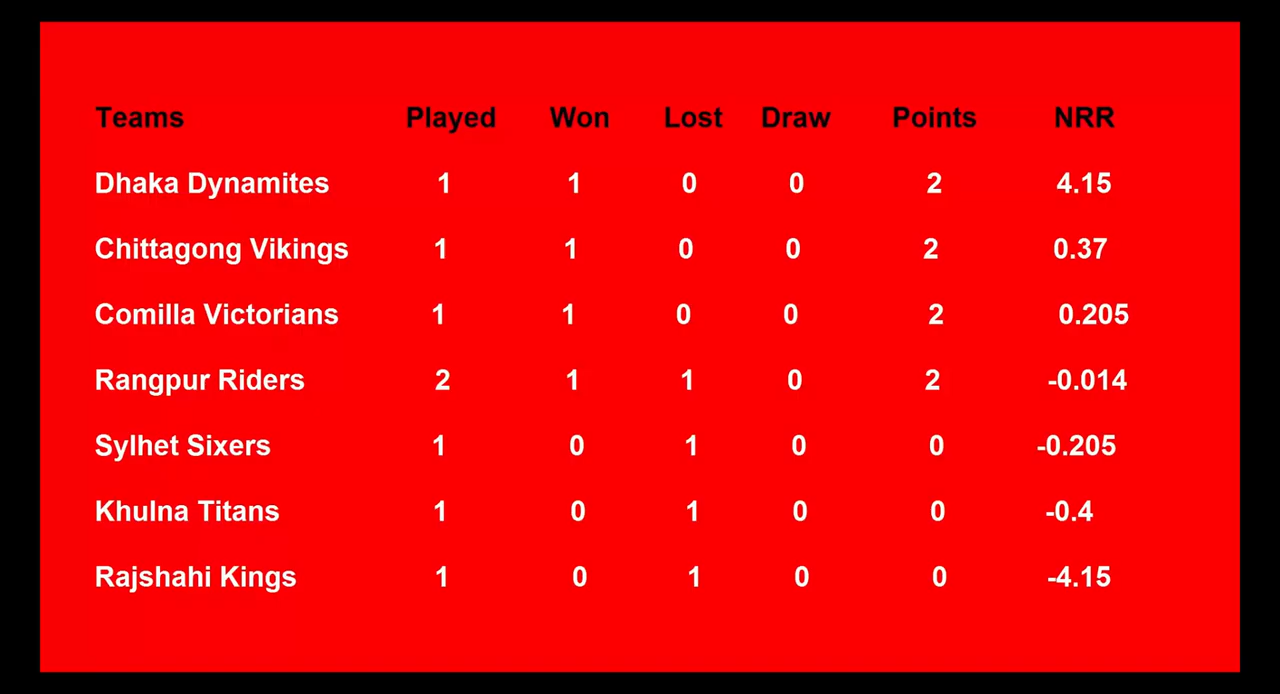 Teams Played Won Lost Draw Points NRR
Dhaka Dynamites 1 1 0 0 2 4.15
Chittagong Vikings 1 1 0 0 2 0.37
Comilla Victorians 1 1 0 0 2 0.205
Rangpur Riders 2 1 1 0 2 -0.014
Sylhet Sixers 1 0 1 0 0 -0.205
Khulna Titans 1 0 1 0 0 -0.4
Rajshahi Kings 1 0 1 0 0 -4.15